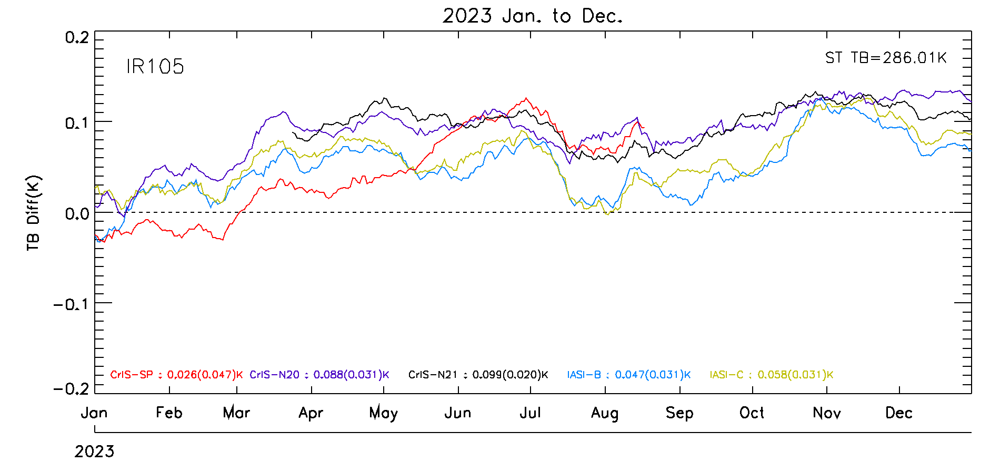 2023 Jan. to Dec.
0.2
IR105
ST TB=286.01K
0.1
0.0
-0.1
-0.2
TB Diff(K)
CrIS-SP : 0.026(0.047)K CrIS-N20 : 0.088(0.031)K CrIS-N21 : 0.099(0.020)K IASI-B : 0.047(0.031)K IASI-C : 0.058(0.031)K
Jan Feb Mar Apr May Jun Jul Aug Sep Oct Nov Dec
2023